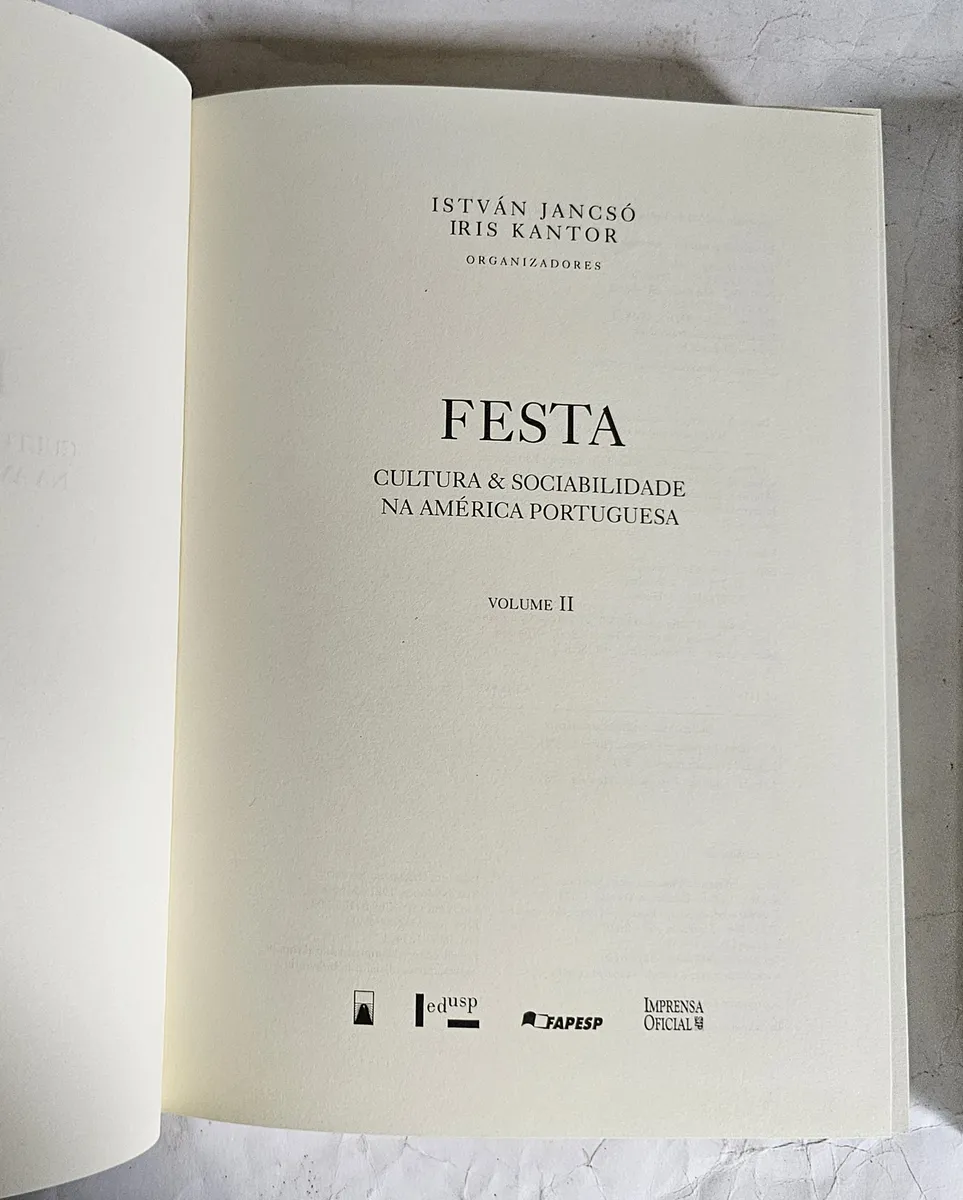 ISTVÁN JANCSÓ
IRIS KANTOR
ORGANIZADORES
FESTA
CULTURA & SOCIABILIDADE
NA AMÉRICA PORTUGUESA
VOLUME II
edusp
FAPESP
IMPRENSA
OFICIAL